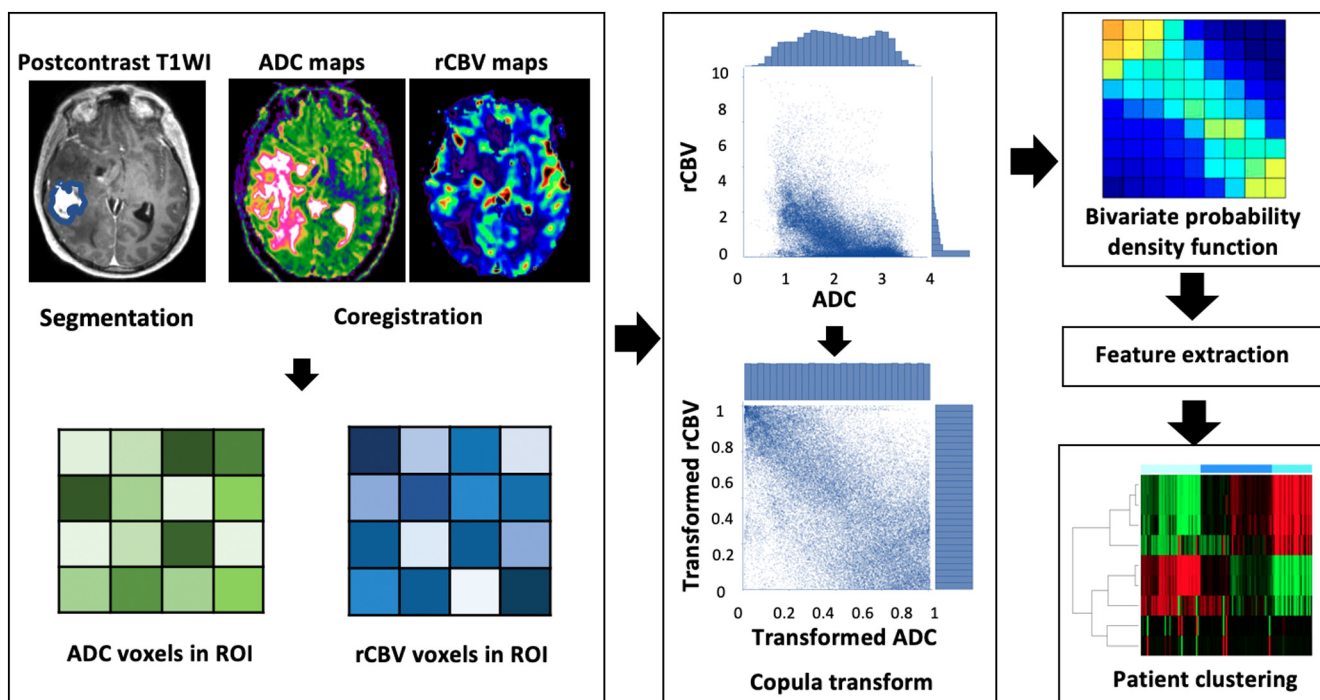 Postcontrast T1WI
ADC maps
rCBV maps
Segmentation
Coregistration
ADC voxels in ROI
rCBV voxels in ROI
rCBV
10
8
6
4
2
0
0
1
2
3
4
ADC
Transformed rCBV
1
0.8
0.6
0.4
0.2
0
0
0.2
0.4
0.6
0.8
1
Transformed ADC
Copula transform
Bivariate probability
density function
Feature extraction
Patient clustering